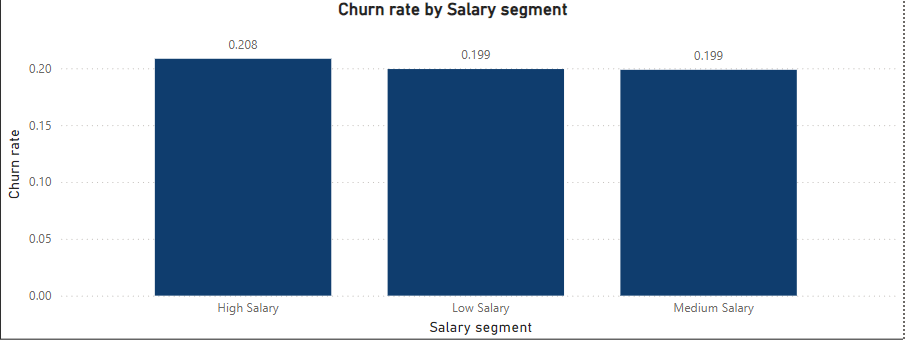 Churn rate by Salary segment
0.208
0.199
0.199
0.20
0.15
0.10
0.05
0.00
Churn rate
High Salary
Low Salary
Medium Salary
Salary segment